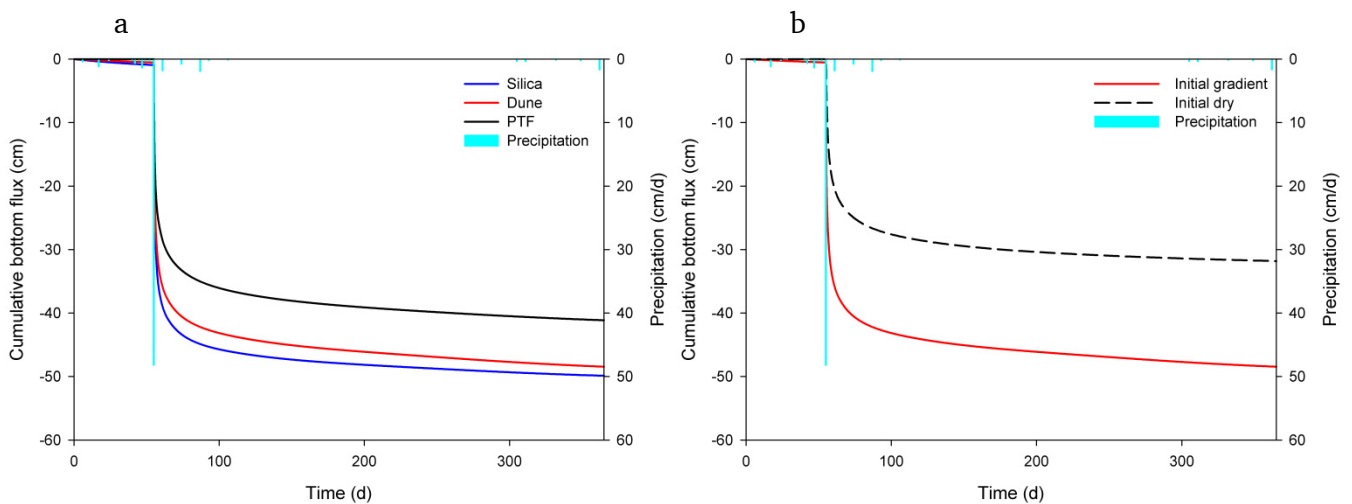 a
Cumulative bottom flux (cm)
0
-10
-20
-30
-40
-50
-60
Silica
Dune
PTF
Precipitation
0
10
20
30
40
50
60
Precipitation (cm/d)
0
100
200
300
Time (d)
b
Cumulative bottom flux (cm)
0
-10
-20
-30
-40
-50
-60
Initial gradient
Initial dry
Precipitation
0
10
20
30
40
50
60
Precipitation (cm/d)
0
100
200
300
Time (d)